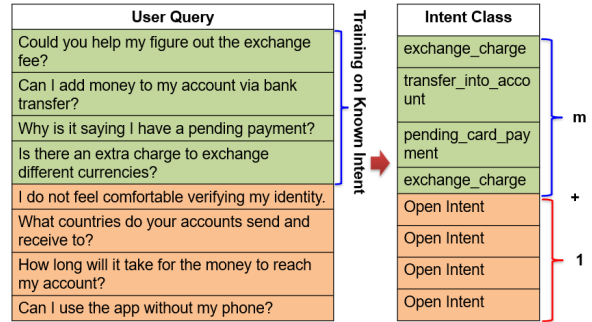 User Query
Could you help my figure out the exchange
fee?
Can I add money to my account via bank
transfer?
Why is it saying I have a pending payment?
Is there an extra charge to exchange
different currencies?
I do not feel comfortable verifying my identity.
What countries do your accounts send and
receive to?
How long will it take for the money to reach
my account?
Can I use the app without my phone?
Training on Known Intent
Intent Class
exchange_charge
transfer_into_acco
unt
pending_card_pay
ment
exchange_charge
Open Intent
Open Intent
Open Intent
Open Intent
m
+
1